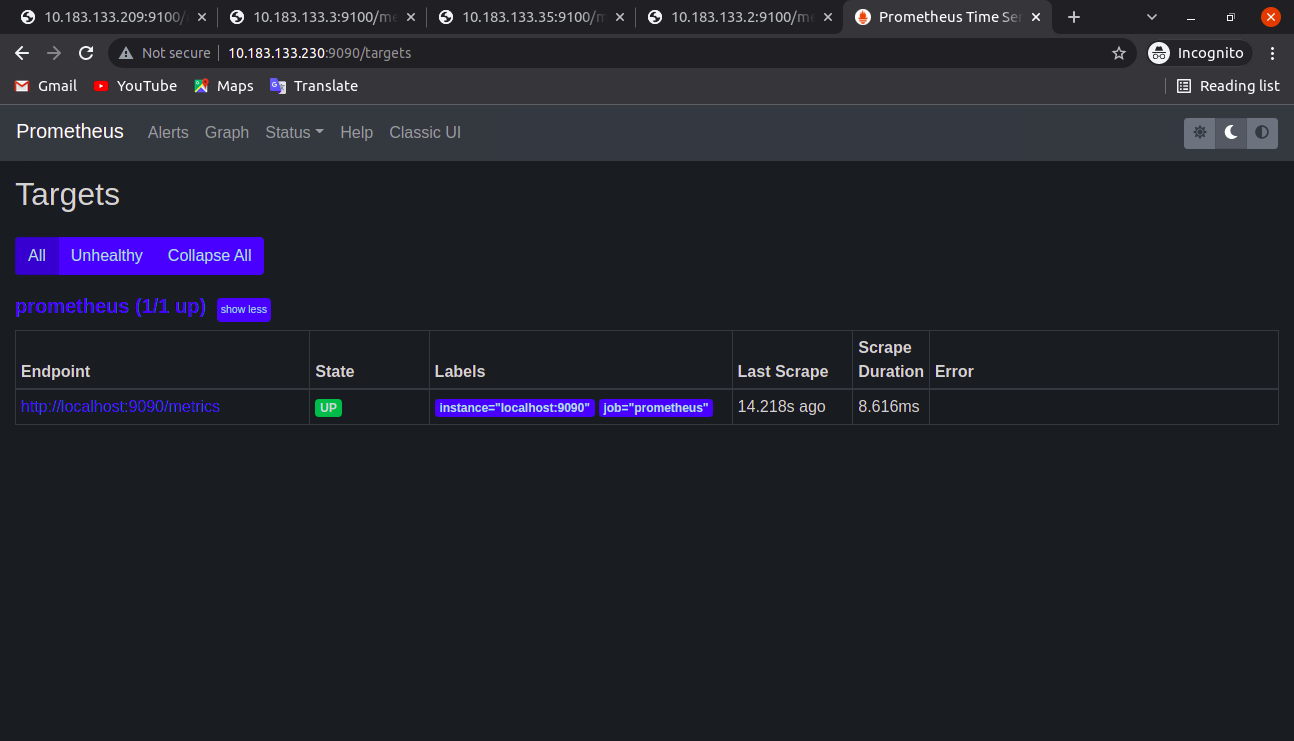 10.183.133.209:9100/ 10.183.133.3:9100/me 10.183.133.35:9100/m 10.183.133.2:9100/me Prometheus Time Ser
Not secure 10.183.133.230:9090/targets Incognito
Gmail YouTube Maps Translate Reading list
Prometheus Alerts Graph Status Help Classic UI
Targets
All Unhealthy Collapse All
prometheus (1/1 up) show less
Endpoint State Labels Last Scrape Scrape Duration Error
http://localhost:9090/metrics UP instance="localhost:9090" job="prometheus" 14.218s ago 8.616ms